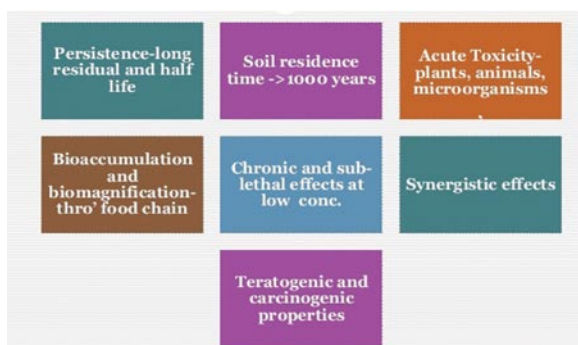 Persistence-long
residual and half
life
Soil residence
time ->1000 years
Acute Toxicity-
plants, animals,
microorganisms
,
Bioaccumulation
and
biomagnification-
thro' food chain
Chronic and sub-
lethal effects at
low conc.
Synergistic effects
Teratogenic and
carcinogenic
properties